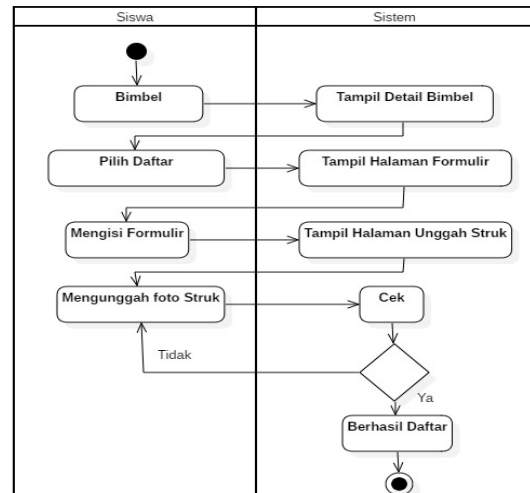 Siswa
Sistem
Bimbel
Tampil Detail Bimbel
Pilih Daftar
Tampil Halaman Formulir
Mengisi Formulir
Tampil Halaman Unggah Struk
Mengunggah foto Struk
Cek
Tidak
Ya
Berhasil Daftar